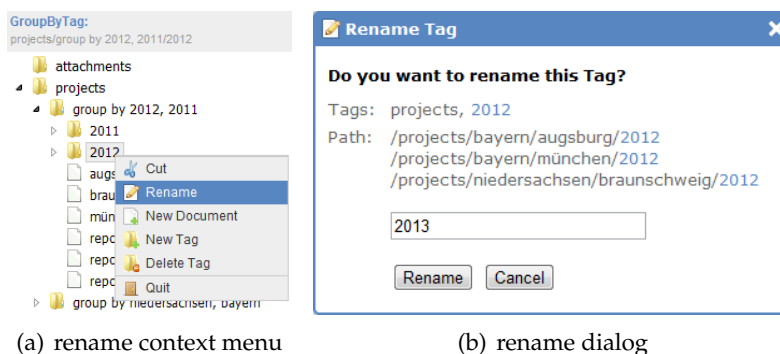 GroupByTag:
projects/group by 2012, 2011/2012
attachments
projects
group by 2012, 2011
2011
2012
augs
brau
mün
repo
repo
repo
group by niedersachsen, bayern
Cut
Rename
New Document
New Tag
Delete Tag
Quit
(a) rename context menu
Rename Tag
Do you want to rename this Tag?
Tags: projects, 2012
Path: /projects/bayern/augsburg/2012
/projects/bayern/münchen/2012
/projects/niedersachsen/braunschweig/2012
2013
Rename Cancel
(b) rename dialog